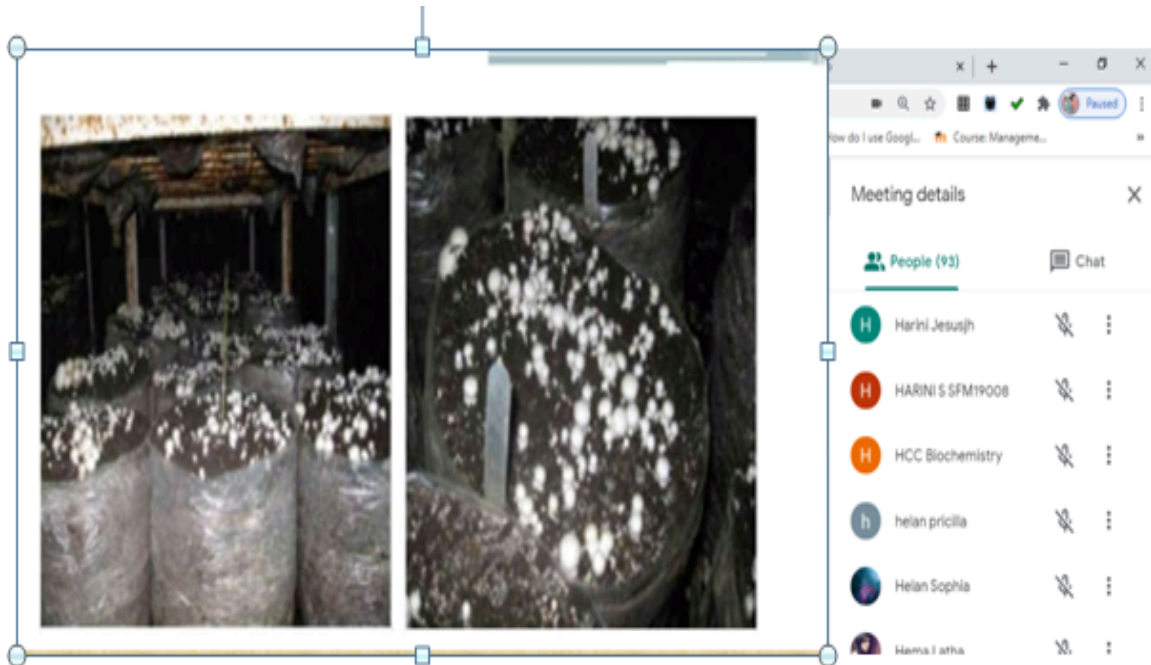 Paused
How do I use Googl... Course: Manageme...
Meeting details
People (93)
Chat
H Harini Jesusjh
H HARINI S SFM19008
H HCC Biochemistry
h helan pricilla
Helan Sophia
Hema Latha